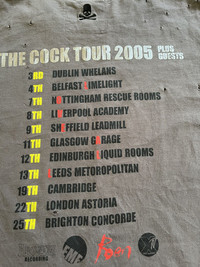 THE COCK TOUR 2005 PLUS GUESTS
3RD DUBLIN WHELANS
4TH BELFAST LIMELIGHT
7TH NOTTINGHAM RESCUE ROOMS
8TH LIVERPOOL ACADEMY
9TH SHEFFIELD LEADMILL
11TH GLASGOW GARAGE
12TH EDINBURGH LIQUID ROOMS
13TH LEEDS METOROPOLITAN
19TH CAMBRIDGE
22TH LONDON ASTORIA
25TH BRIGHTON CONCORDE